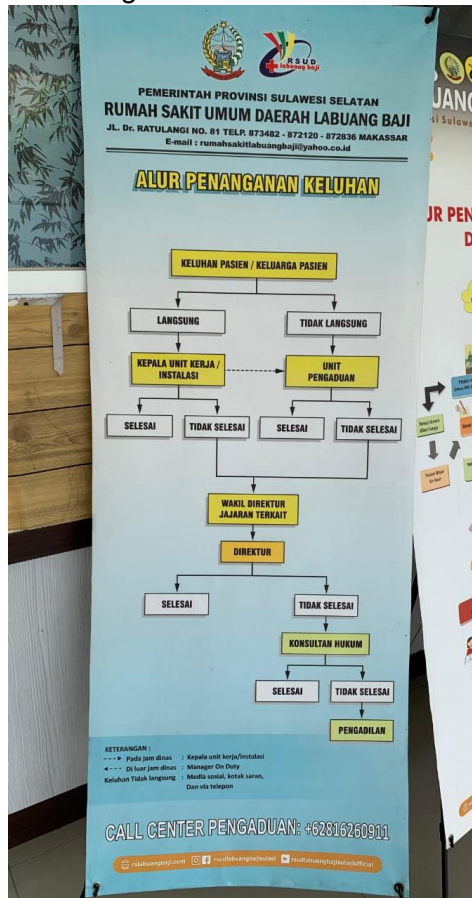 RSUD
labuang baji
PEMERINTAH PROVINSI SULAWESI SELATAN
RUMAH SAKIT UMUM DAERAH LABUANG BAJI
JL. Dr. RATULANGI NO. 81 TELP. 873482 - 872120 - 872836 MAKASSAR
E-mail : rumahsakitlabuangbaji@yahoo.co.id
ALUR PENANGANAN KELUHAN
KELUHAN PASIEN / KELUARGA PASIEN
LANGSUNG
TIDAK LANGSUNG
KEPALA UNIT KERJA /
INSTALASI
UNIT
PENGADUAN
SELESAI
TIDAK SELESAI
SELESAI
TIDAK SELESAI
WAKIL DIREKTUR
JAJARAN TERKAIT
DIREKTUR
SELESAI
TIDAK SELESAI
KONSULTAN HUKUM
SELESAI
TIDAK SELESAI
PENGADILAN
KETERANGAN :
Pada jam dinas : Kepala unit kerja/instalasi
Di luar jam dinas : Manager On Duty
Keluhan Tidak langsung : Media sosial, kotak saran,
Dan via telepon
CALL CENTER PENGADUAN: +62816260911
rslabuangbaji.com rsudlabuangbajisulsel rsudlabuangbajisulselofficial
UANG
si Sulawe
UR PEN
D